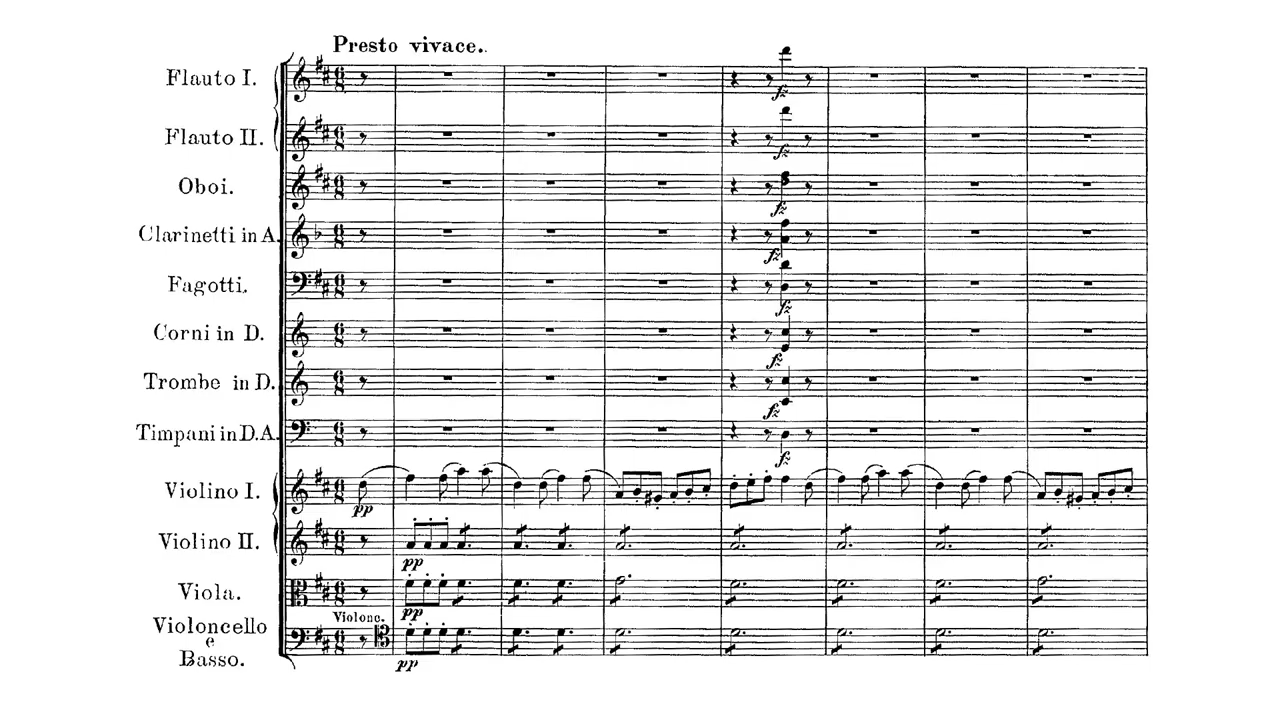 Presto vivace.
Flauto I.
Flauto II.
fz
fz
Oboi.
fz
Clarinetti in A.
fz
Fagotti.
fz
Corni in D.
fz
Trombe in D.
fz
Timpani in D.A.
fz
Violino I.
pp
Violino II.
pp
Viola.
pp
Violonc.
Violoncello
e
Basso.
pp